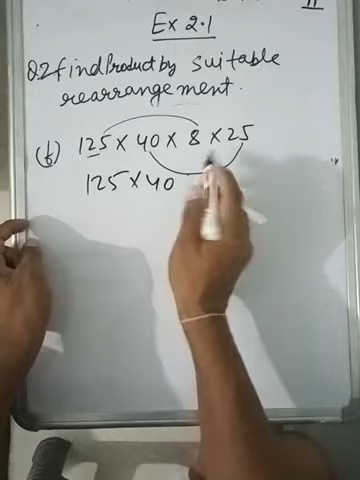 Ex 2.1
Q2 find Product by suitable
rearrangement.
(f) 125 × 40 × 8 × 25
125 × 40